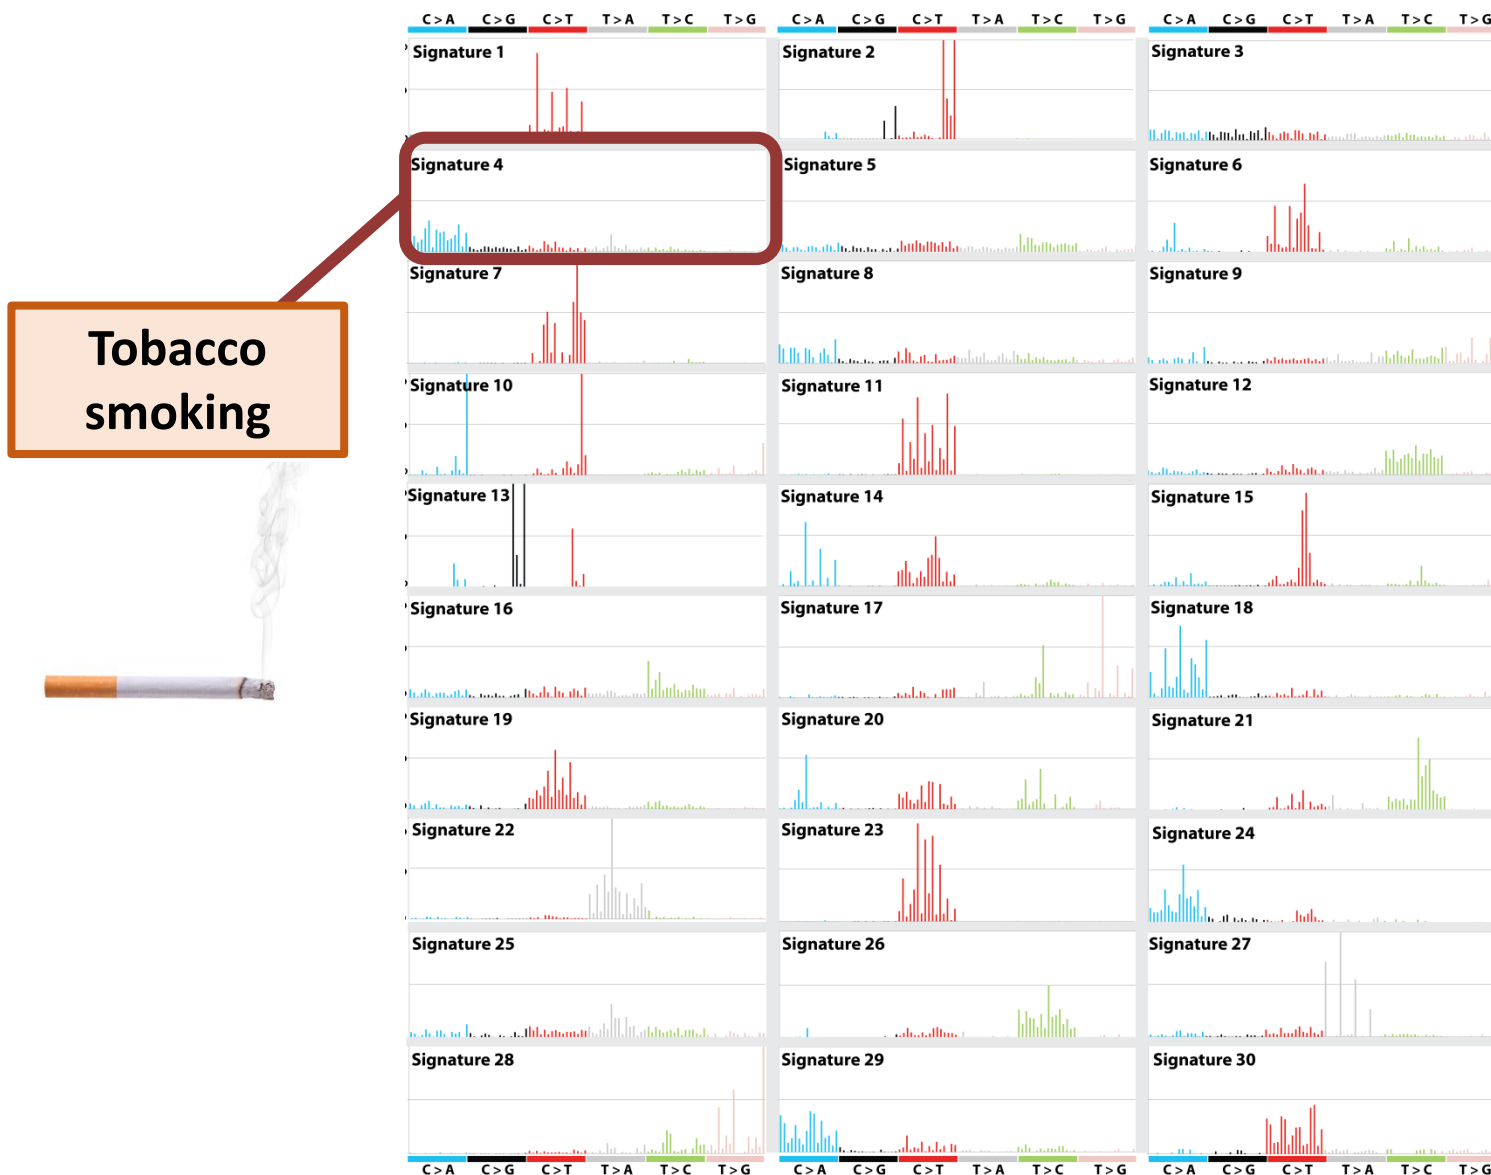 C > A C > G C > T T > A T > C T > G C > A C > G C > T T > A T > C T > G C > A C > G C > T T > A T > C T > G
Signature 1 Signature 2 Signature 3
Signature 4 Signature 5 Signature 6
Signature 7 Signature 8 Signature 9
Tobacco
smoking
Signature 10 Signature 11 Signature 12
Signature 13 Signature 14 Signature 15
Signature 16 Signature 17 Signature 18
Signature 19 Signature 20 Signature 21
Signature 22 Signature 23 Signature 24
Signature 25 Signature 26 Signature 27
Signature 28 Signature 29 Signature 30
C > A C > G C > T T > A T > C T > G C > A C > G C > T T > A T > C T > G C > A C > G C > T T > A T > C T > G